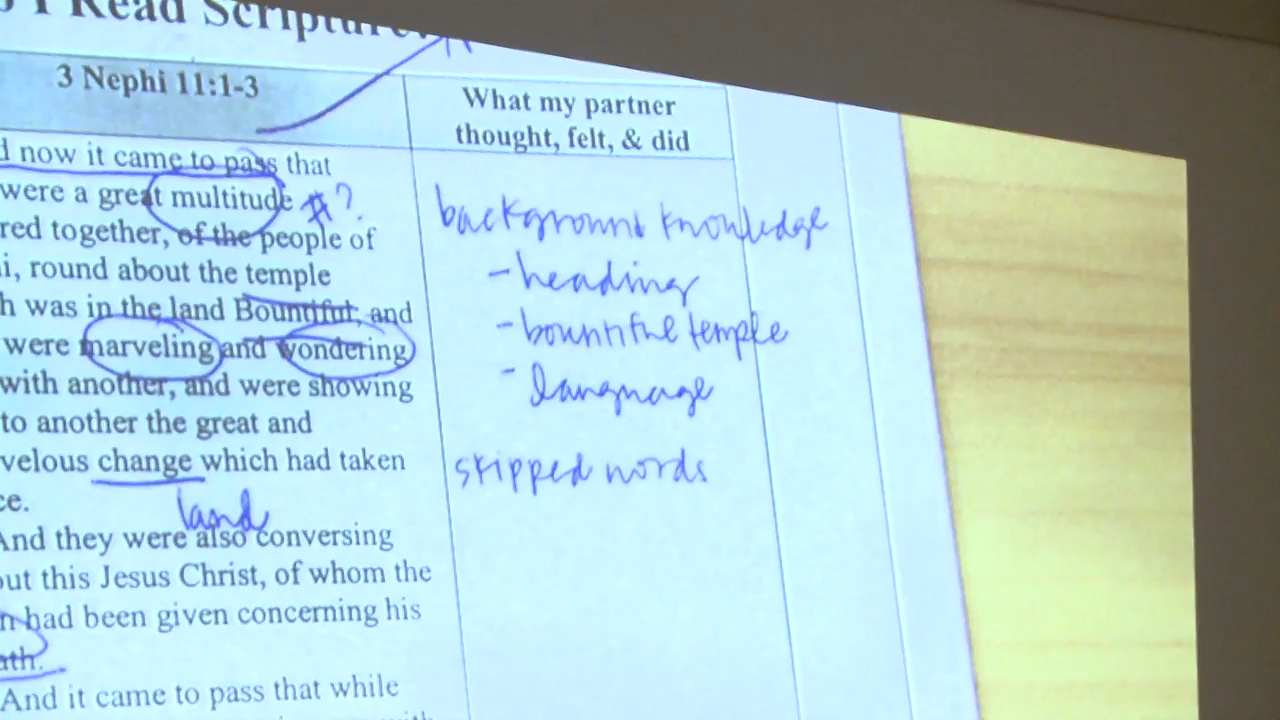 I Read Scripture
3 Nephi 11:1-3
What my partner
thought, felt, & did
d now it came to pass that
were a great multitude #?
red together, of the people of
i, round about the temple
h was in the land Bountiful, and
were marveling and wondering
with another, and were showing
to another the great and
velous change which had taken
ce.
land
And they were also conversing
out this Jesus Christ, of whom the
n had been given concerning his
ath.
And it came to pass that while
background knowledge
- heading
- bountiful temple
- language
skipped words